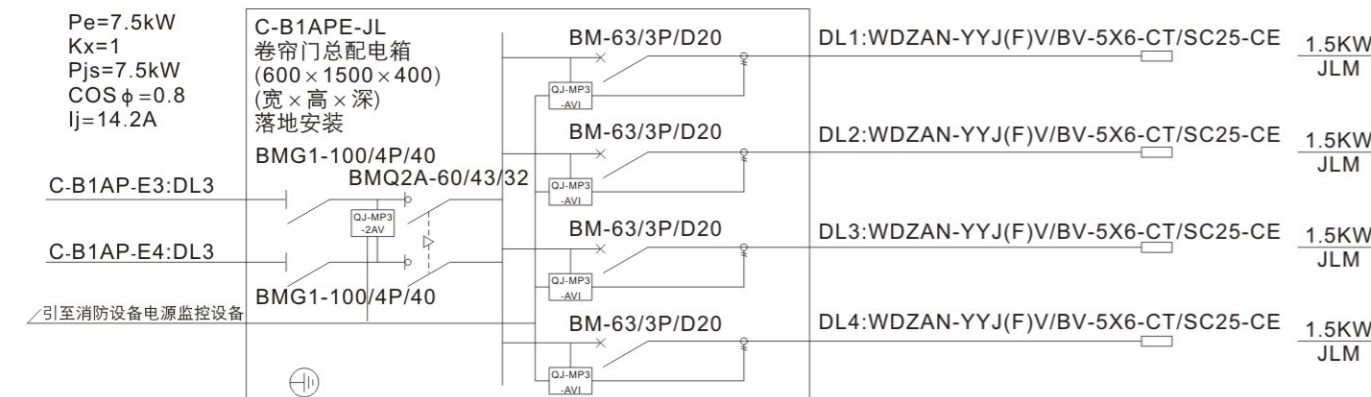 Pe=7.5kW
Kx=1
Pjs=7.5kW
COSϕ=0.8
Ij=14.2A
C-B1APE-JL
卷帘门总配电箱
(600×1500×400)
(宽×高×深)
落地安装
BMG1-100/4P/40
BMQ2A-60/43/32
C-B1AP-E3:DL3
QJ-MP3
-2AV
C-B1AP-E4:DL3
BMG1-100/4P/40
引至消防设备电源监控设备
BM-63/3P/D20
QJ-MP3
-AVI
DL1:WDZAN-YYJ(F)V/BV-5X6-CT/SC25-CE
1.5KW
JLM
BM-63/3P/D20
QJ-MP3
-AVI
DL2:WDZAN-YYJ(F)V/BV-5X6-CT/SC25-CE
1.5KW
JLM
BM-63/3P/D20
QJ-MP3
-AVI
DL3:WDZAN-YYJ(F)V/BV-5X6-CT/SC25-CE
1.5KW
JLM
BM-63/3P/D20
QJ-MP3
-AVI
DL4:WDZAN-YYJ(F)V/BV-5X6-CT/SC25-CE
1.5KW
JLM